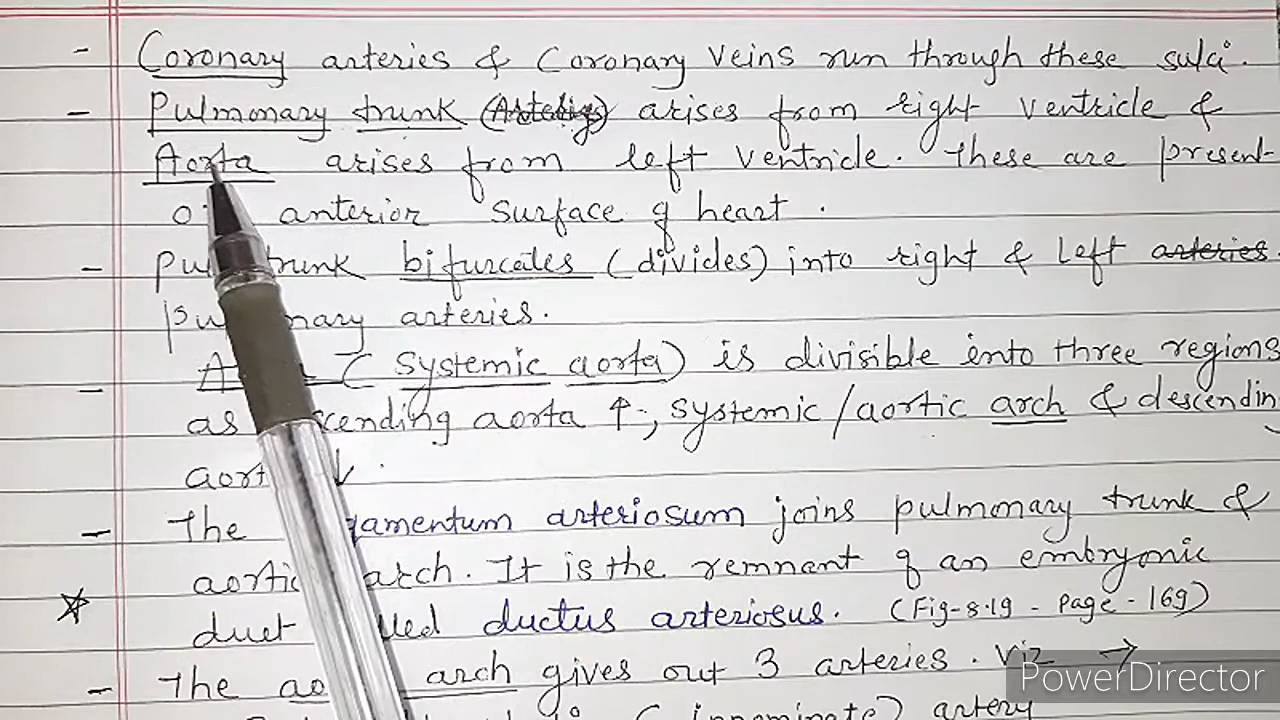 - Coronary arteries & Coronary veins run through these sulci.
- Pulmonary trunk (Arteries) arises from right ventricle &
Aorta arises from left ventricle. These are present
anterior surface of heart.
- trunk bifurcates (divides) into right & left arteries.
arteries.
- (Systemic aorta) is divisible into three regions
as aorta ↑, systemic/aortic arch & descendin
↓.
- The arteriosum joins pulmonary trunk &
arch. It is the remnant of an embryonic
duct ductus arteriosus. (Fig-8.19 - Page-169)
- The arch gives out 3 arteries. Viz →
(innominate) artery
PowerDirector